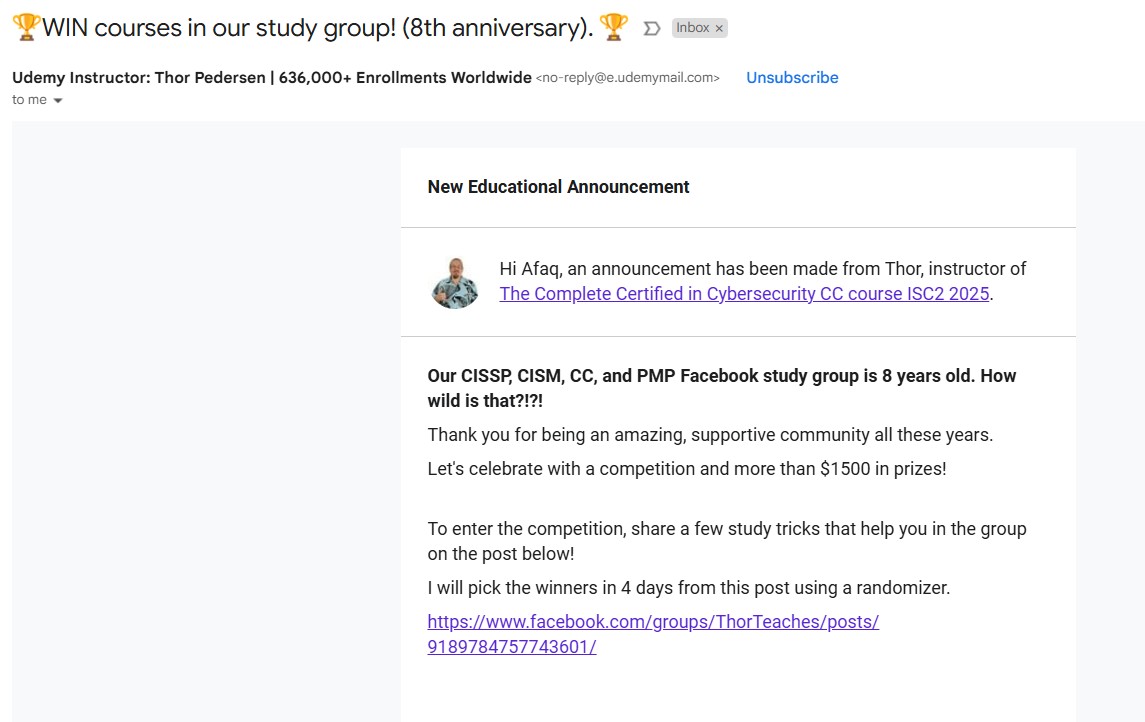 🏆WIN courses in our study group! (8th anniversary). 🏆 Inbox ×
Udemy Instructor: Thor Pedersen | 636,000+ Enrollments Worldwide <no-reply@e.udemymail.com> Unsubscribe
to me
New Educational Announcement
Hi Afaq, an announcement has been made from Thor, instructor of
The Complete Certified in Cybersecurity CC course ISC2 2025.
Our CISSP, CISM, CC, and PMP Facebook study group is 8 years old. How
wild is that?!?!
Thank you for being an amazing, supportive community all these years.
Let's celebrate with a competition and more than $1500 in prizes!
To enter the competition, share a few study tricks that help you in the group
on the post below!
I will pick the winners in 4 days from this post using a randomizer.
https://www.facebook.com/groups/ThorTeaches/posts/
9189784757743601/